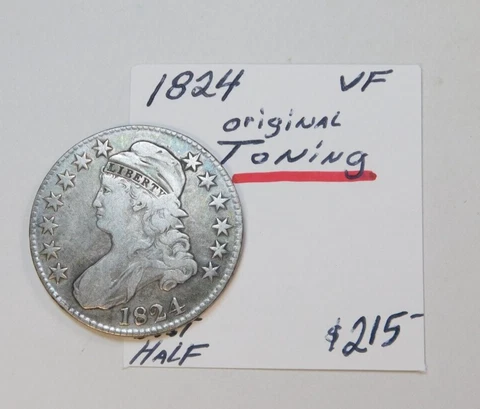 1824 VF
original
Toning
LIBERTY
1824
HALF $215-